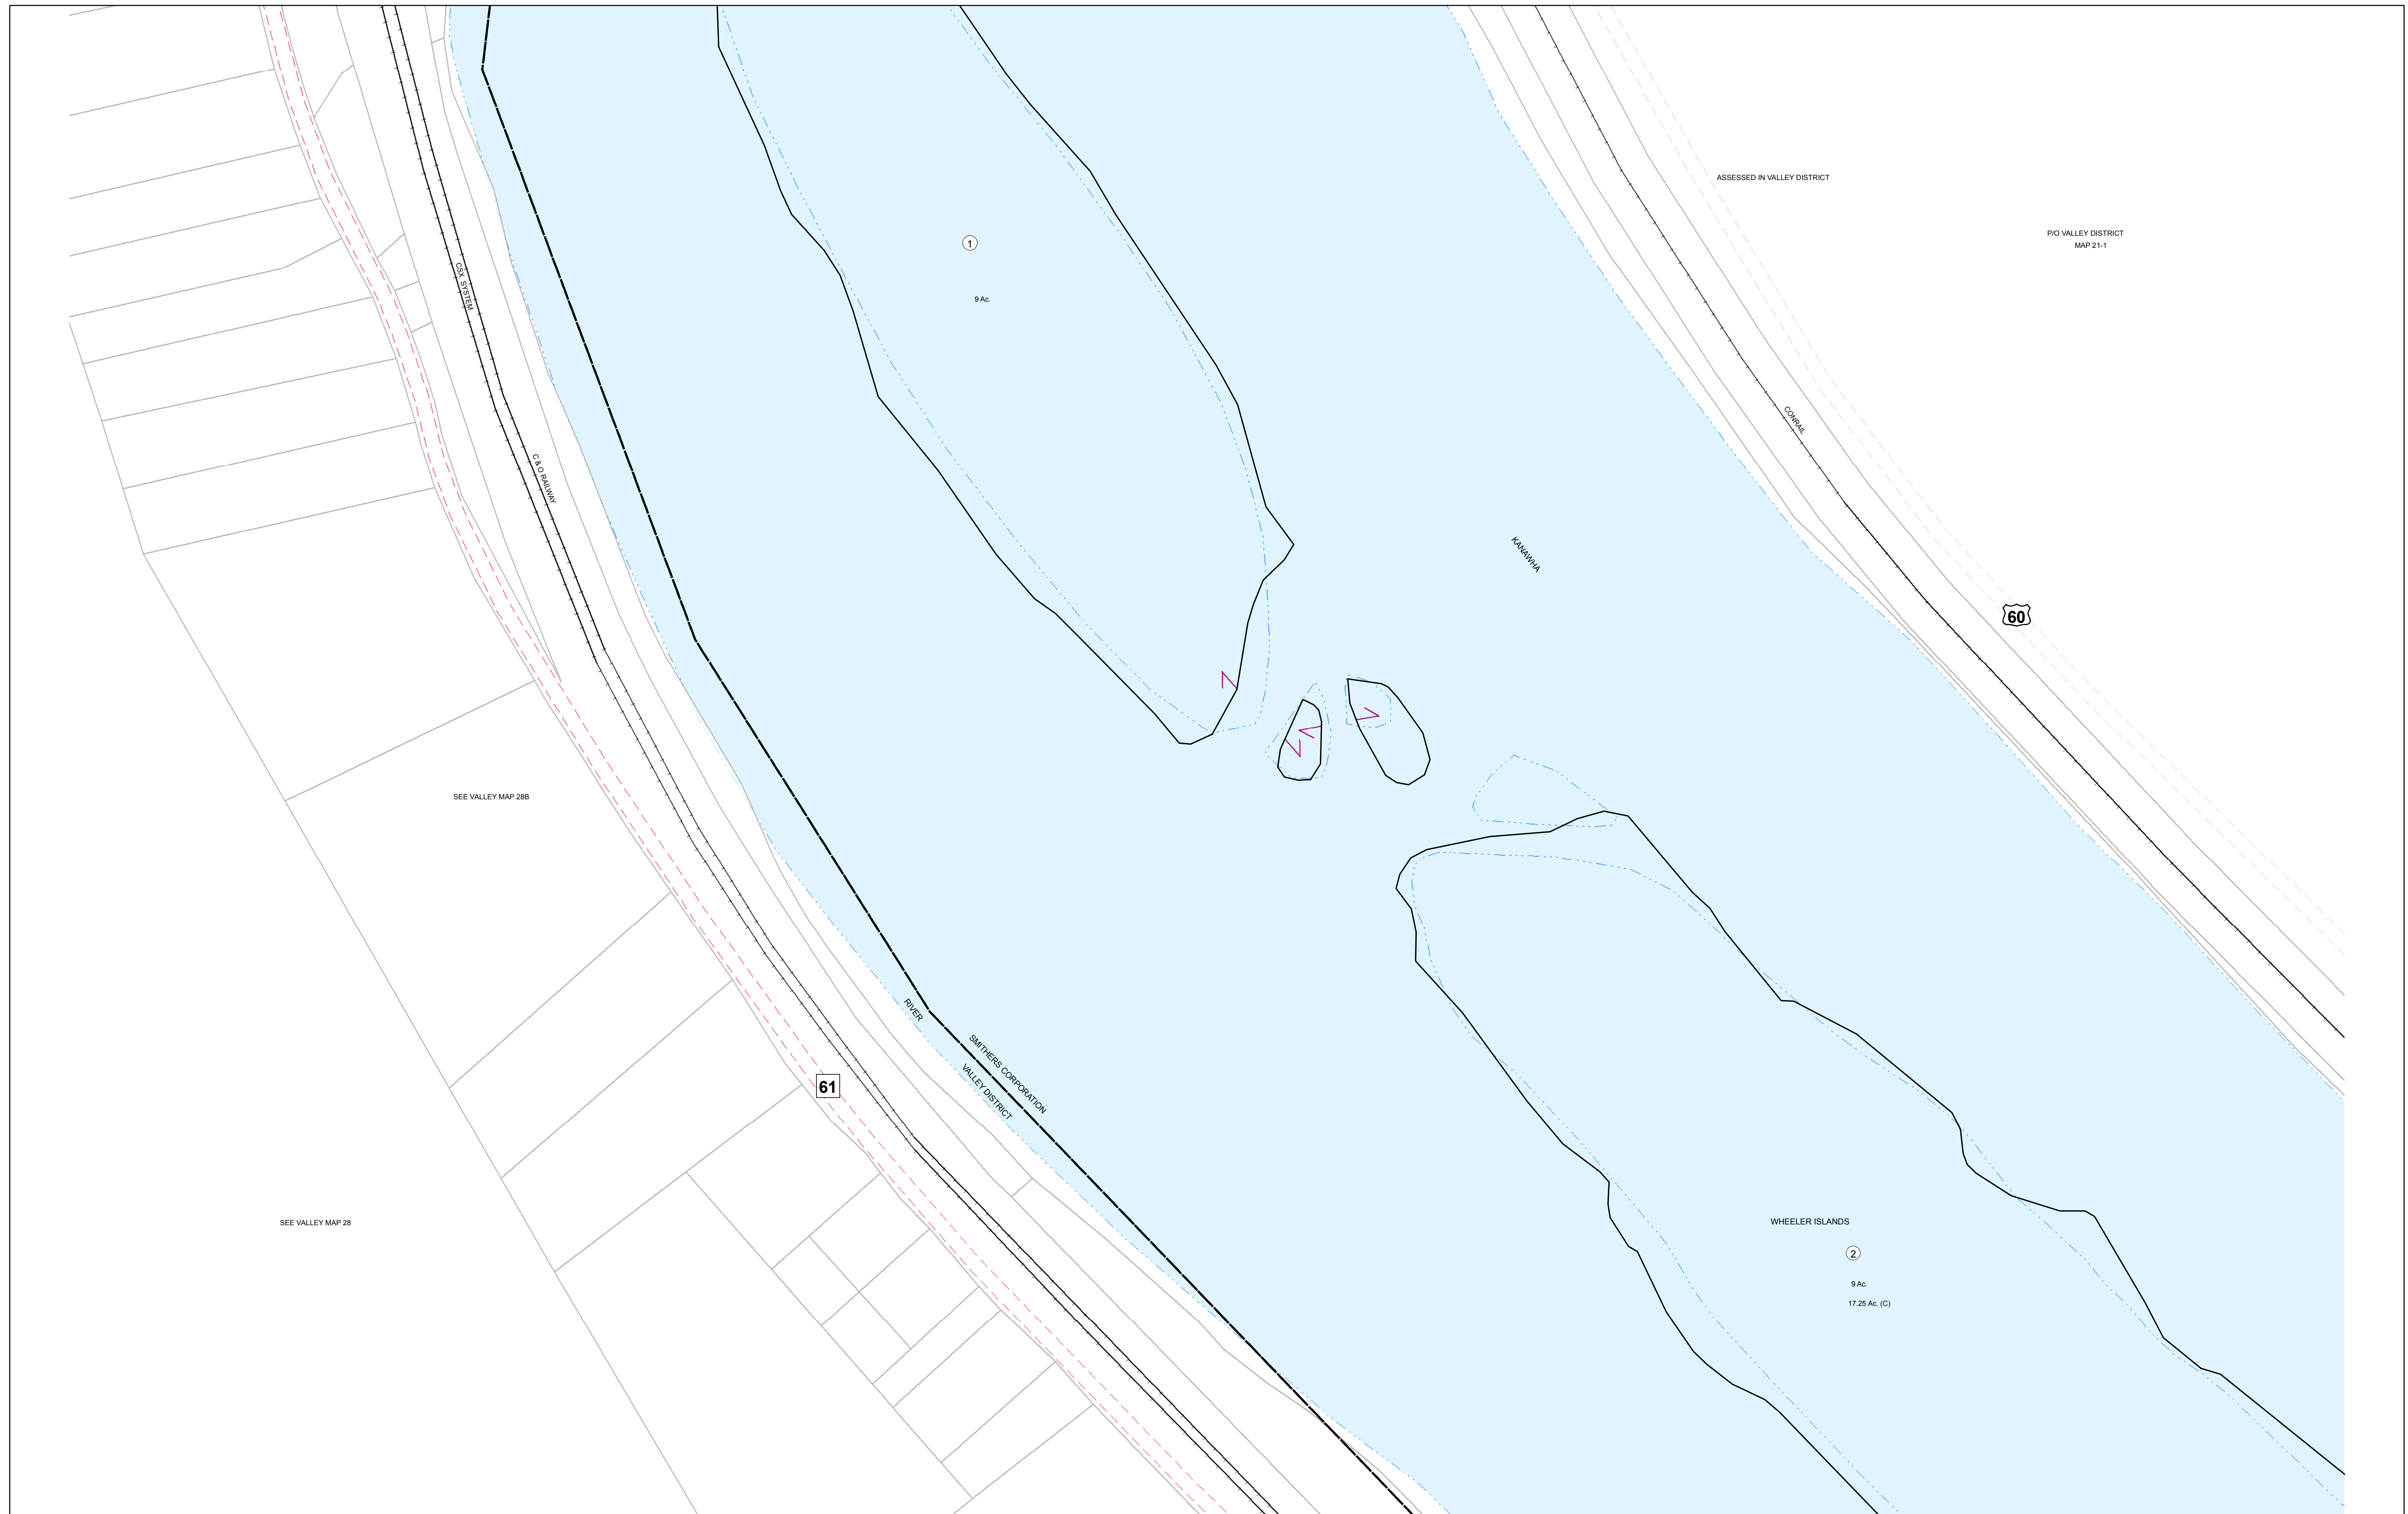 ASSESSED IN VALLEY DISTRICT
P/O VALLEY DISTRICT
MAP 21-1
1
9 Ac.
CSX SYSTEM
C & O RAILWAY
CONRAIL
KANAWHA
60
SEE VALLEY MAP 28B
RIVER
SMITHERS CORPORATION
VALLEY DISTRICT
61
SEE VALLEY MAP 28
WHEELER ISLANDS
2
9 Ac.
17.25 Ac. (C)